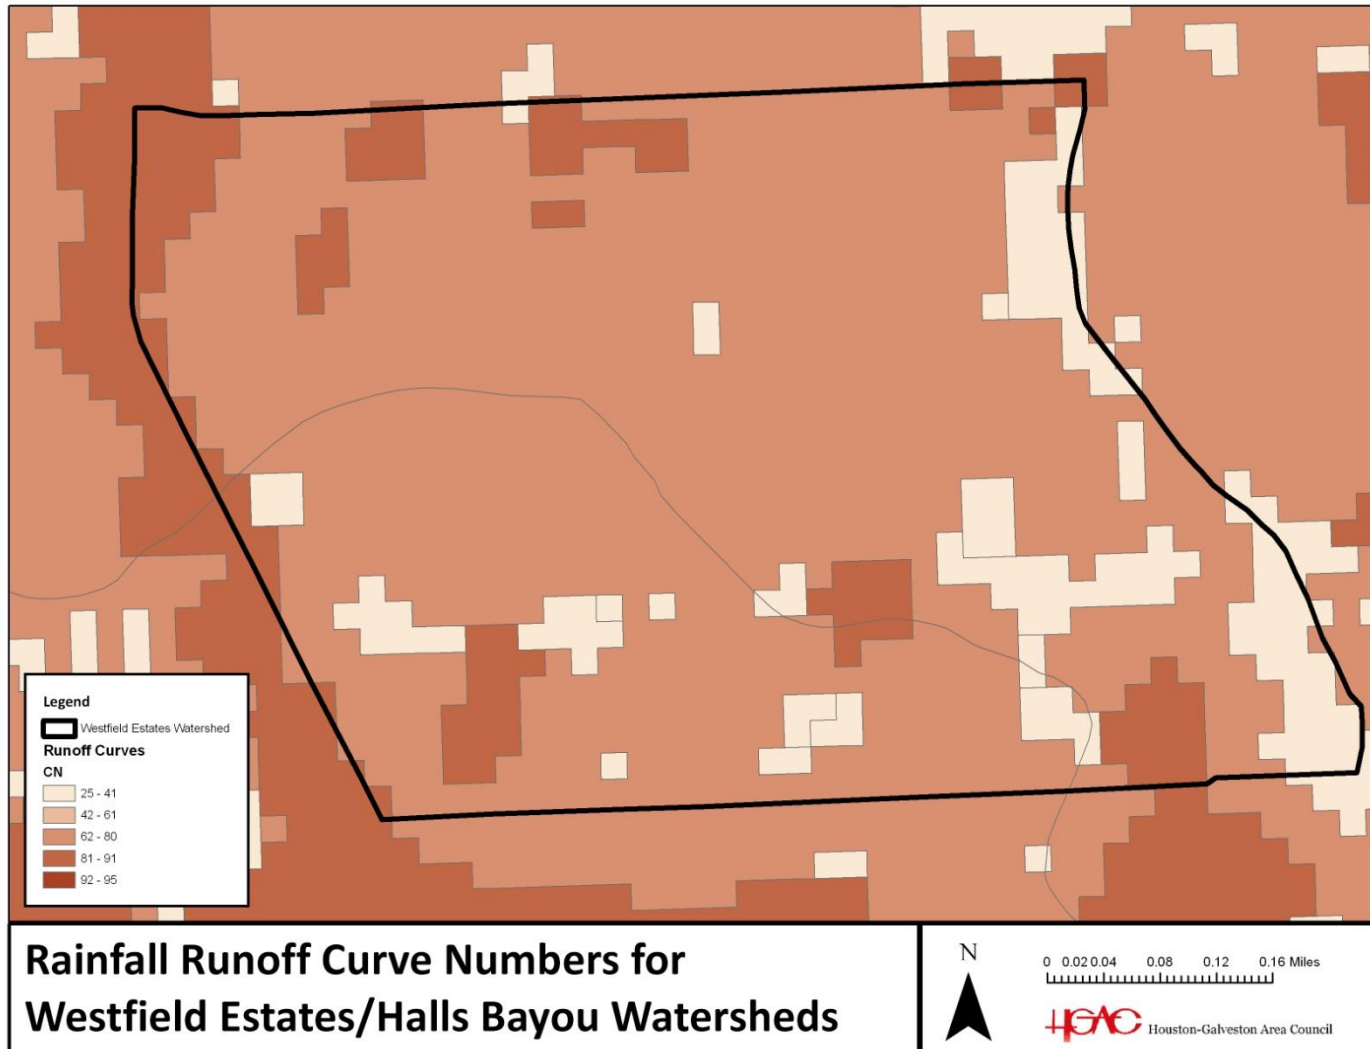 Legend
Westfield Estates Watershed
Runoff Curves
CN
25 - 41
42 - 61
62 - 80
81 - 91
92 - 95
Rainfall Runoff Curve Numbers for
Westfield Estates/Halls Bayou Watersheds
N
0 0.02 0.04 0.08 0.12 0.16 Miles
HGAC Houston-Galveston Area Council